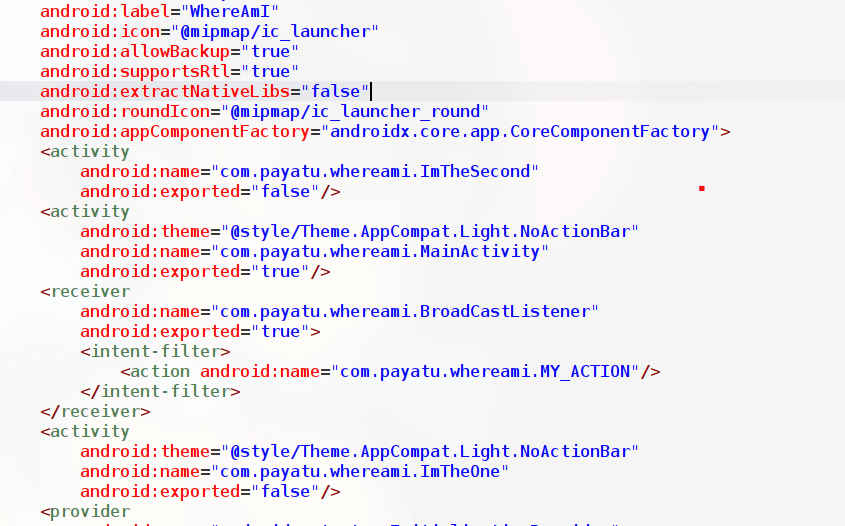 android:label="WhereAmI"
android:icon="@mipmap/ic_launcher"
android:allowBackup="true"
android:supportsRtl="true"
android:extractNativeLibs="false"
android:roundIcon="@mipmap/ic_launcher_round"
android:appComponentFactory="androidx.core.app.CoreComponentFactory">
<activity
android:name="com.payatu.whereami.ImTheSecond"
android:exported="false"/>
<activity
android:theme="@style/Theme.AppCompat.Light.NoActionBar"
android:name="com.payatu.whereami.MainActivity"
android:exported="true"/>
<receiver
android:name="com.payatu.whereami.BroadCastListener"
android:exported="true">
<intent-filter>
<action android:name="com.payatu.whereami.MY_ACTION"/>
</intent-filter>
</receiver>
<activity
android:theme="@style/Theme.AppCompat.Light.NoActionBar"
android:name="com.payatu.whereami.ImTheOne"
android:exported="false"/>
<provider